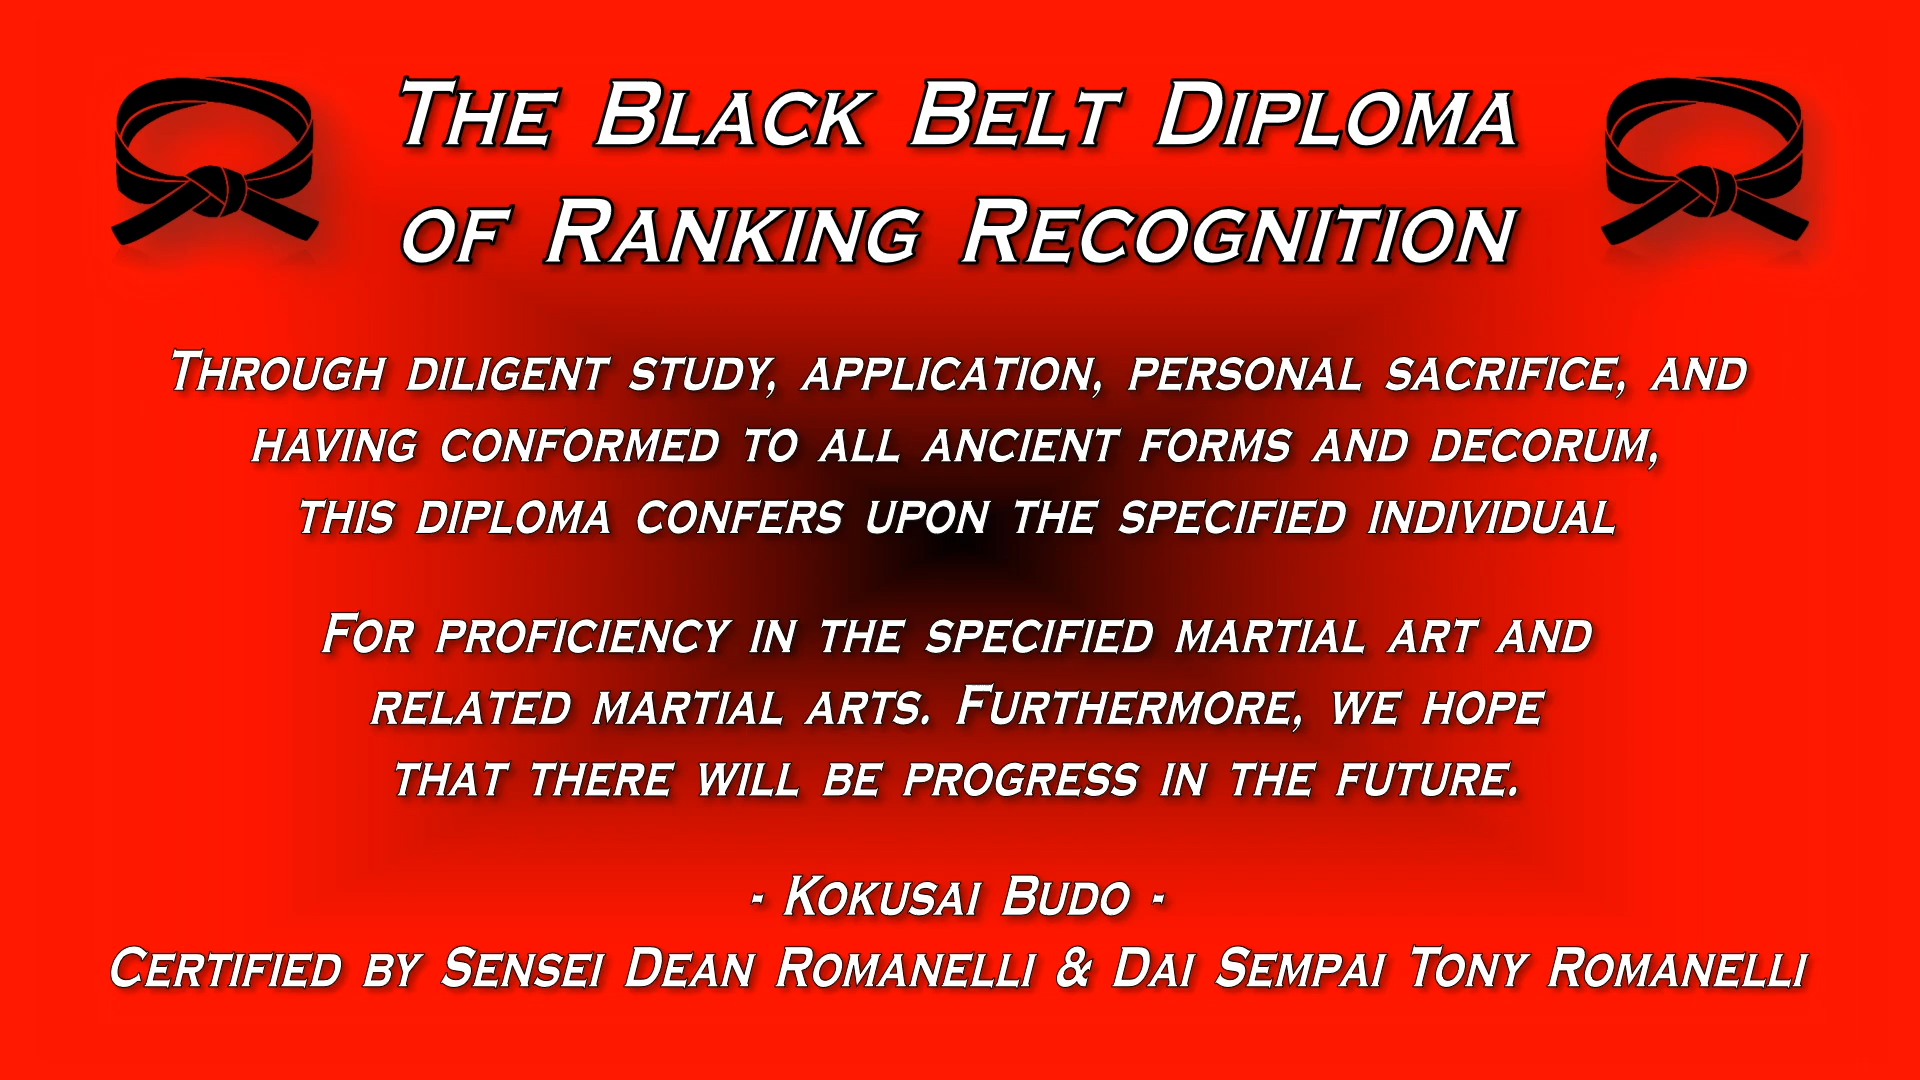 The Black Belt Diploma
of Ranking Recognition
Through diligent study, application, personal sacrifice, and
having conformed to all ancient forms and decorum,
this diploma confers upon the specified individual
For proficiency in the specified martial art and
related martial arts. Furthermore, we hope
that there will be progress in the future.
- Kokusai Budo -
Certified by Sensei Dean Romanelli & Dai Sempai Tony Romanelli